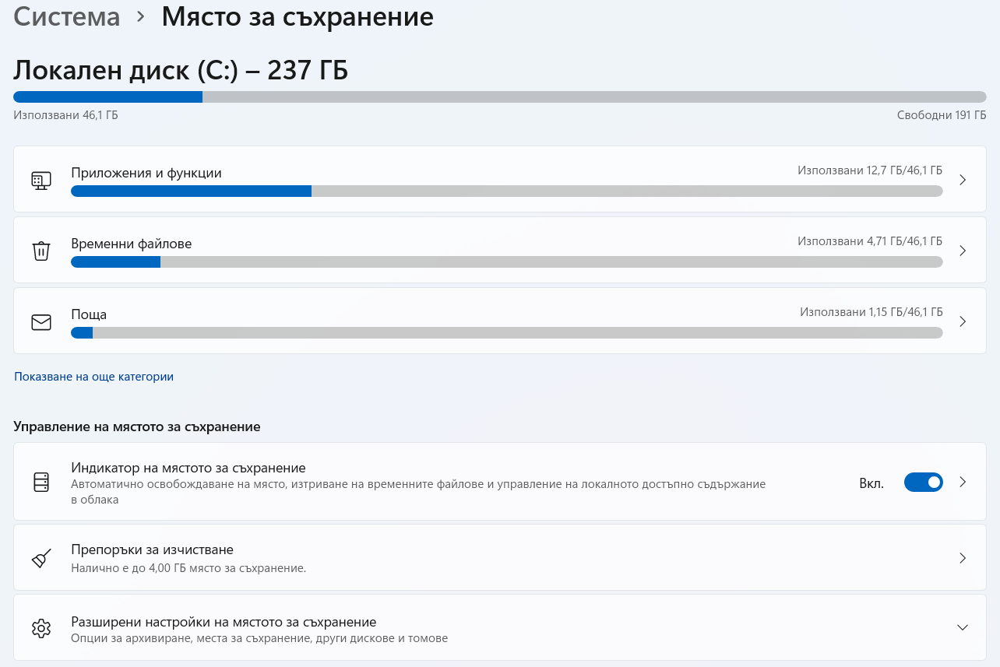 Система > Място за съхранение
Локален диск (C:) – 237 ГБ
Използвани 46,1 ГБ Свободни 191 ГБ
Приложения и функции Използвани 12,7 ГБ/46,1 ГБ
Временни файлове Използвани 4,71 ГБ/46,1 ГБ
Поща Използвани 1,15 ГБ/46,1 ГБ
Показване на още категории
Управление на мястото за съхранение
Индикатор на мястото за съхранение
Автоматично освобождаване на място, изтриване на временните файлове и управление на локалното достъпно съдържание
в облака
Вкл.
Препоръки за изчистване
Налично е до 4,00 ГБ място за съхранение.
Разширени настройки на мястото за съхранение
Опции за архивиране, места за съхранение, други дискове и томове